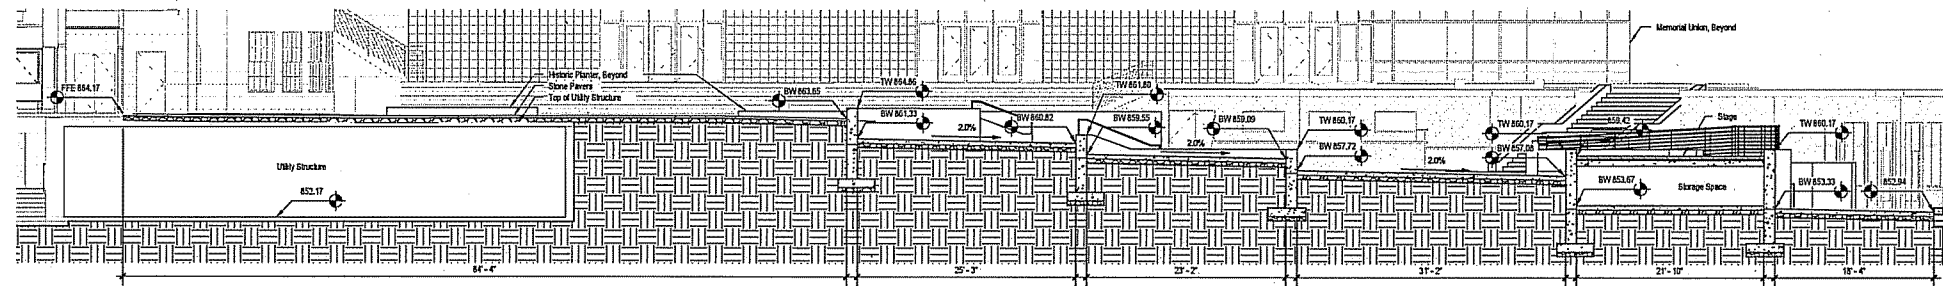 Memorial Union, Beyond
Historic Planter, Beyond
Stone Pavers
Top of Utility Structure
FFE 864.17
BW 863.65
TW 864.66
TW 861.83
BW 861.33
2.0%
BW 860.82
BW 859.55
BW 859.09
2.0%
TW 860.17
BW 857.72
2.0%
TW 860.17
BW 857.08
859.42
Stage
TW 860.17
Utility Structure
852.17
BW 853.67
Storage Space
BW 853.33
852.94
84' - 4"
25' - 3"
23' - 2"
31' - 2"
21' - 10"
18' - 4"